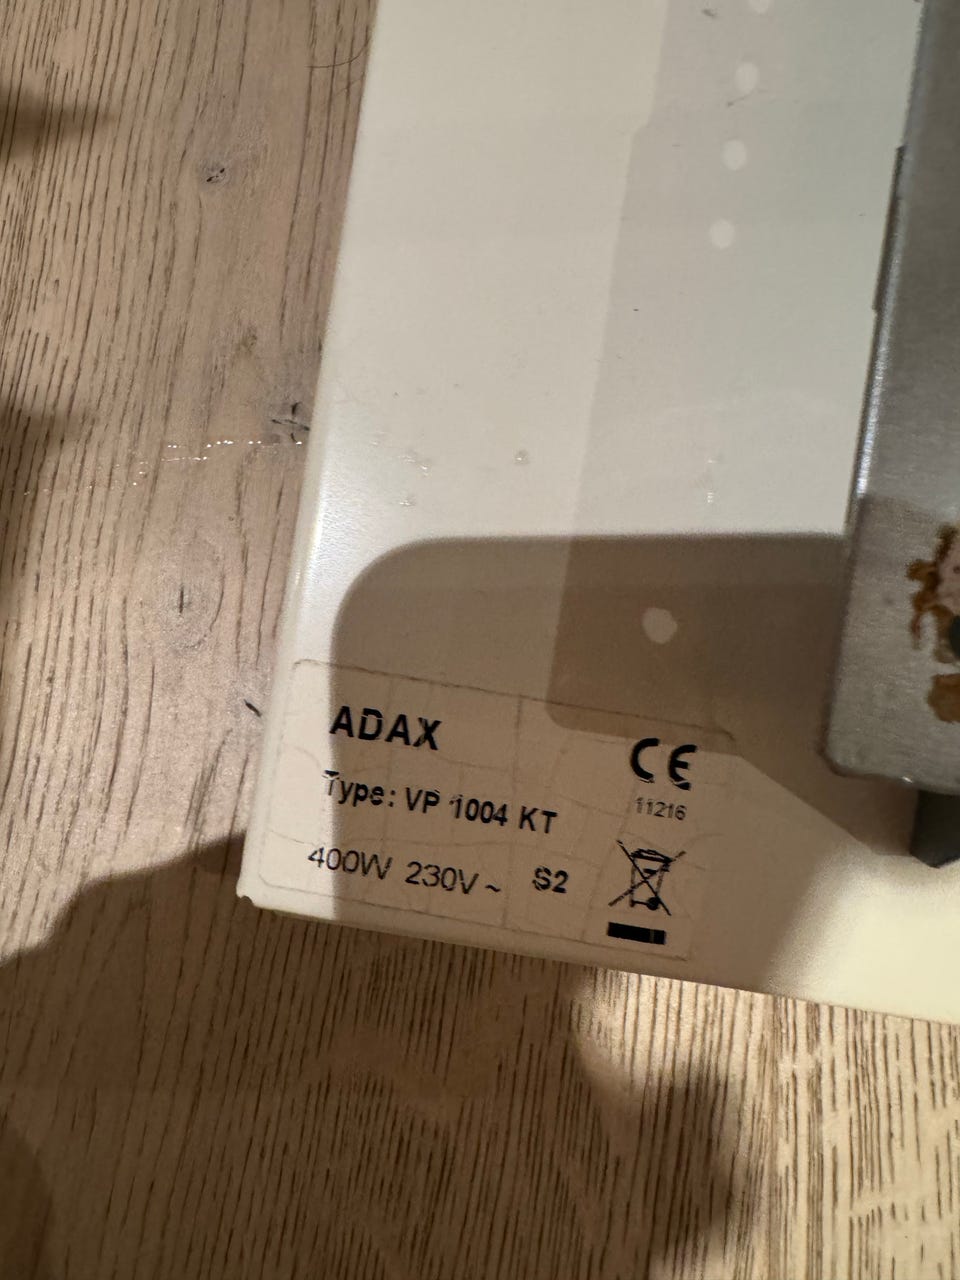 ADAX
CE
Type: VP 1004 KT
11216
400W 230V~ S2